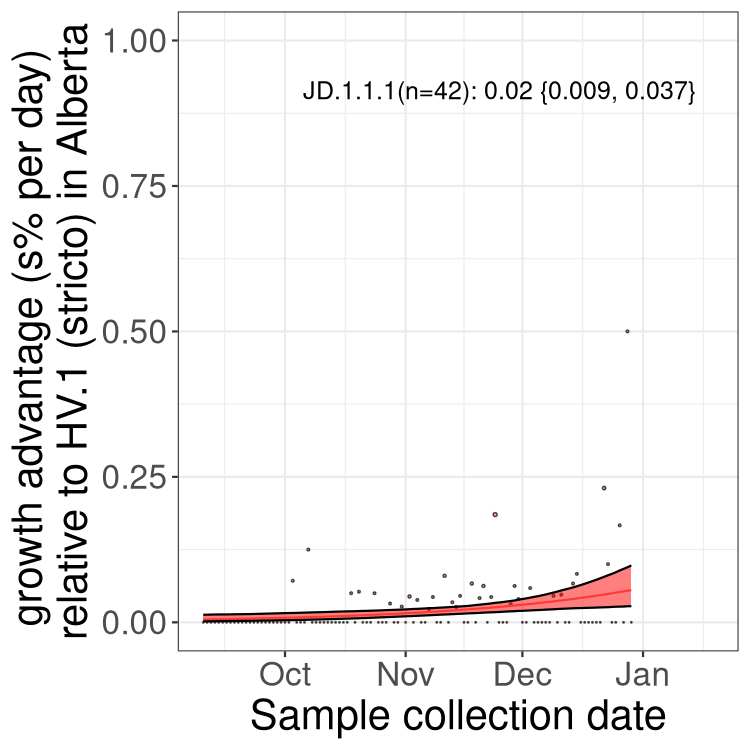 growth advantage (s% per day)
relative to HV.1 (stricto) in Alberta
1.00
0.75
0.50
0.25
0.00
JD.1.1.1(n=42): 0.02 {0.009, 0.037}
Oct Nov Dec Jan
Sample collection date